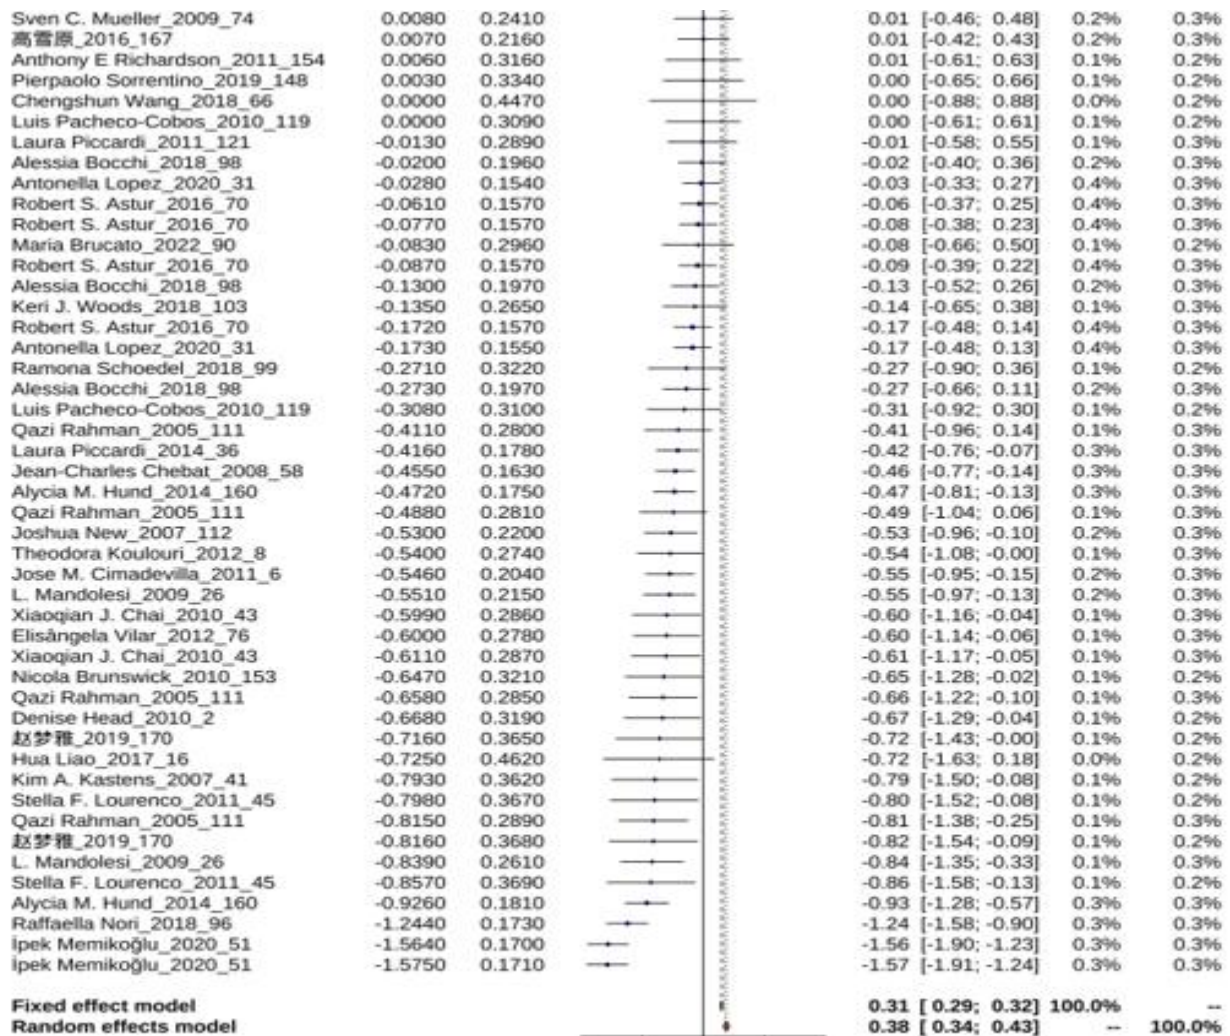 Sven C. Mueller_2009_74 0.0080 0.2410 0.01 [-0.46; 0.48] 0.2% 0.3%
高雪原_2016_167 0.0070 0.2160 0.01 [-0.42; 0.43] 0.2% 0.3%
Anthony E Richardson_2011_154 0.0060 0.3160 0.01 [-0.61; 0.63] 0.1% 0.2%
Pierpaolo Sorrentino_2019_148 0.0030 0.3340 0.00 [-0.65; 0.66] 0.1% 0.2%
Chengshun Wang_2018_66 0.0000 0.4470 0.00 [-0.88; 0.88] 0.0% 0.2%
Luis Pacheco-Cobos_2010_119 0.0000 0.3090 0.00 [-0.61; 0.61] 0.1% 0.2%
Laura Piccardi_2011_121 -0.0130 0.2890 -0.01 [-0.58; 0.55] 0.1% 0.3%
Alessia Bocchi_2018_98 -0.0200 0.1960 -0.02 [-0.40; 0.36] 0.2% 0.3%
Antonella Lopez_2020_31 -0.0280 0.1540 -0.03 [-0.33; 0.27] 0.4% 0.3%
Robert S. Astur_2016_70 -0.0610 0.1570 -0.06 [-0.37; 0.25] 0.4% 0.3%
Robert S. Astur_2016_70 -0.0770 0.1570 -0.08 [-0.38; 0.23] 0.4% 0.3%
Maria Brucato_2022_90 -0.0830 0.2960 -0.08 [-0.66; 0.50] 0.1% 0.2%
Robert S. Astur_2016_70 -0.0870 0.1570 -0.09 [-0.39; 0.22] 0.4% 0.3%
Alessia Bocchi_2018_98 -0.1300 0.1970 -0.13 [-0.52; 0.26] 0.2% 0.3%
Keri J. Woods_2018_103 -0.1350 0.2650 -0.14 [-0.65; 0.38] 0.1% 0.3%
Robert S. Astur_2016_70 -0.1720 0.1570 -0.17 [-0.48; 0.14] 0.4% 0.3%
Antonella Lopez_2020_31 -0.1730 0.1550 -0.17 [-0.48; 0.13] 0.4% 0.3%
Ramona Schoedel_2018_99 -0.2710 0.3220 -0.27 [-0.90; 0.36] 0.1% 0.2%
Alessia Bocchi_2018_98 -0.2730 0.1970 -0.27 [-0.66; 0.11] 0.2% 0.3%
Luis Pacheco-Cobos_2010_119 -0.3080 0.3100 -0.31 [-0.92; 0.30] 0.1% 0.2%
Qazi Rahman_2005_111 -0.4110 0.2800 -0.41 [-0.96; 0.14] 0.1% 0.3%
Laura Piccardi_2014_36 -0.4160 0.1780 -0.42 [-0.76; -0.07] 0.3% 0.3%
Jean-Charles Chebat_2008_58 -0.4550 0.1630 -0.46 [-0.77; -0.14] 0.3% 0.3%
Alycia M. Hund_2014_160 -0.4720 0.1750 -0.47 [-0.81; -0.13] 0.3% 0.3%
Qazi Rahman_2005_111 -0.4880 0.2810 -0.49 [-1.04; 0.06] 0.1% 0.3%
Joshua New_2007_112 -0.5300 0.2200 -0.53 [-0.96; -0.10] 0.2% 0.3%
Theodora Koulouri_2012_8 -0.5400 0.2740 -0.54 [-1.08; -0.00] 0.1% 0.3%
Jose M. Cimadevilla_2011_6 -0.5460 0.2040 -0.55 [-0.95; -0.15] 0.2% 0.3%
L. Mandolesi_2009_26 -0.5510 0.2150 -0.55 [-0.97; -0.13] 0.2% 0.3%
Xiaoqian J. Chai_2010_43 -0.5990 0.2860 -0.60 [-1.16; -0.04] 0.1% 0.3%
Elisângela Vilar_2012_76 -0.6000 0.2780 -0.60 [-1.14; -0.06] 0.1% 0.3%
Xiaoqian J. Chai_2010_43 -0.6110 0.2870 -0.61 [-1.17; -0.05] 0.1% 0.3%
Nicola Brunswick_2010_153 -0.6470 0.3210 -0.65 [-1.28; -0.02] 0.1% 0.2%
Qazi Rahman_2005_111 -0.6580 0.2850 -0.66 [-1.22; -0.10] 0.1% 0.3%
Denise Head_2010_2 -0.6680 0.3190 -0.67 [-1.29; -0.04] 0.1% 0.2%
赵梦雅_2019_170 -0.7160 0.3650 -0.72 [-1.43; -0.00] 0.1% 0.2%
Hua Liao_2017_16 -0.7250 0.4620 -0.72 [-1.63; 0.18] 0.0% 0.2%
Kim A. Kastens_2007_41 -0.7930 0.3620 -0.79 [-1.50; -0.08] 0.1% 0.2%
Stella F. Lourenco_2011_45 -0.7980 0.3670 -0.80 [-1.52; -0.08] 0.1% 0.2%
Qazi Rahman_2005_111 -0.8150 0.2890 -0.81 [-1.38; -0.25] 0.1% 0.3%
赵梦雅_2019_170 -0.8160 0.3680 -0.82 [-1.54; -0.09] 0.1% 0.2%
L. Mandolesi_2009_26 -0.8390 0.2610 -0.84 [-1.35; -0.33] 0.1% 0.3%
Stella F. Lourenco_2011_45 -0.8570 0.3690 -0.86 [-1.58; -0.13] 0.1% 0.2%
Alycia M. Hund_2014_160 -0.9260 0.1810 -0.93 [-1.28; -0.57] 0.3% 0.3%
Raffaella Nori_2018_96 -1.2440 0.1730 -1.24 [-1.58; -0.90] 0.3% 0.3%
İpek Memikoğlu_2020_51 -1.5640 0.1700 -1.56 [-1.90; -1.23] 0.3% 0.3%
İpek Memikoğlu_2020_51 -1.5750 0.1710 -1.57 [-1.91; -1.24] 0.3% 0.3%
Fixed effect model 0.31 [ 0.29; 0.32] 100.0% --
Random effects model 0.38 [ 0.34; 0.43] -- 100.0%